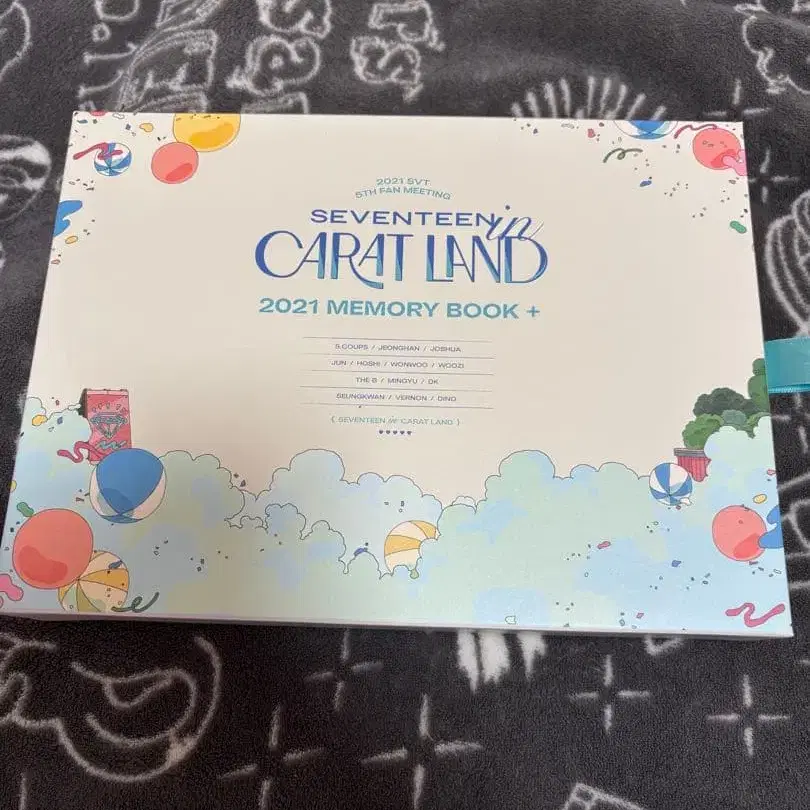 2021 SVT
5TH FAN MEETING
SEVENTEEN in
CARAT LAND
2021 MEMORY BOOK +
S.COUPS / JEONGHAN / JOSHUA
JUN / HOSHI / WONWOO / WOOZI
THE 8 / MINGYU / DK
SEUNGKWAN / VERNON / DINO
( SEVENTEEN in CARAT LAND )